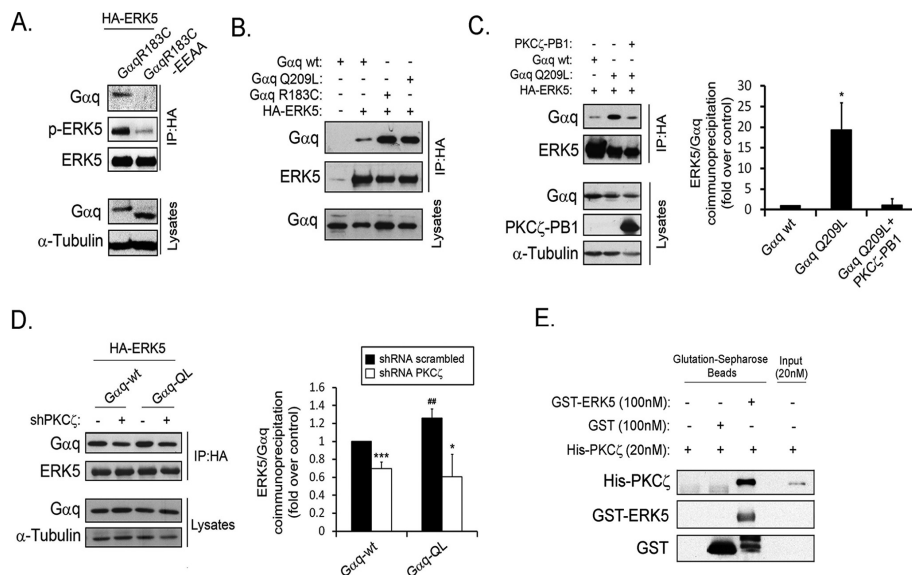 A.
HA-ERK5
GαqR183C
GαqR183C
-EEAA
Gαq
p-ERK5
ERK5
IP:HA
Gαq
α-Tubulin
Lysates
B.
Gαq wt: - + - -
Gαq Q209L: - - - +
Gαq R183C: - - + -
HA-ERK5: - + + +
Gαq
ERK5
IP:HA
Gαq
Lysates
C.
PKCζ-PB1: - - +
Gαq wt: + - -
Gαq Q209L: - + +
HA-ERK5: + + +
Gαq
ERK5
IP:HA
Gαq
PKCζ-PB1
α-Tubulin
Lysates
ERK5/Gαq
coimmunoprecipitation
(fold over control)
30
25
20
15
10
5
0
*
Gαq wt
Gαq Q209L
Gαq Q209L+
PKCζ-PB1
D.
HA-ERK5
Gαq-wt
Gαq-QL
shPKCζ: - + - +
Gαq
ERK5
IP:HA
Gαq
α-Tubulin
Lysates
shRNA scrambled
shRNA PKCζ
ERK5/Gαq
coimmunoprecipitation
(fold over control)
1.4
1.2
1
0.8
0.6
0.4
0.2
0
***
##
*
Gαq-wt
Gαq-QL
E.
Glutation-Sepharose
Beads
Input
(20nM)
GST-ERK5 (100nM): - - + -
GST (100nM): - + - -
His-PKCζ (20nM): + + + +
His-PKCζ
GST-ERK5
GST